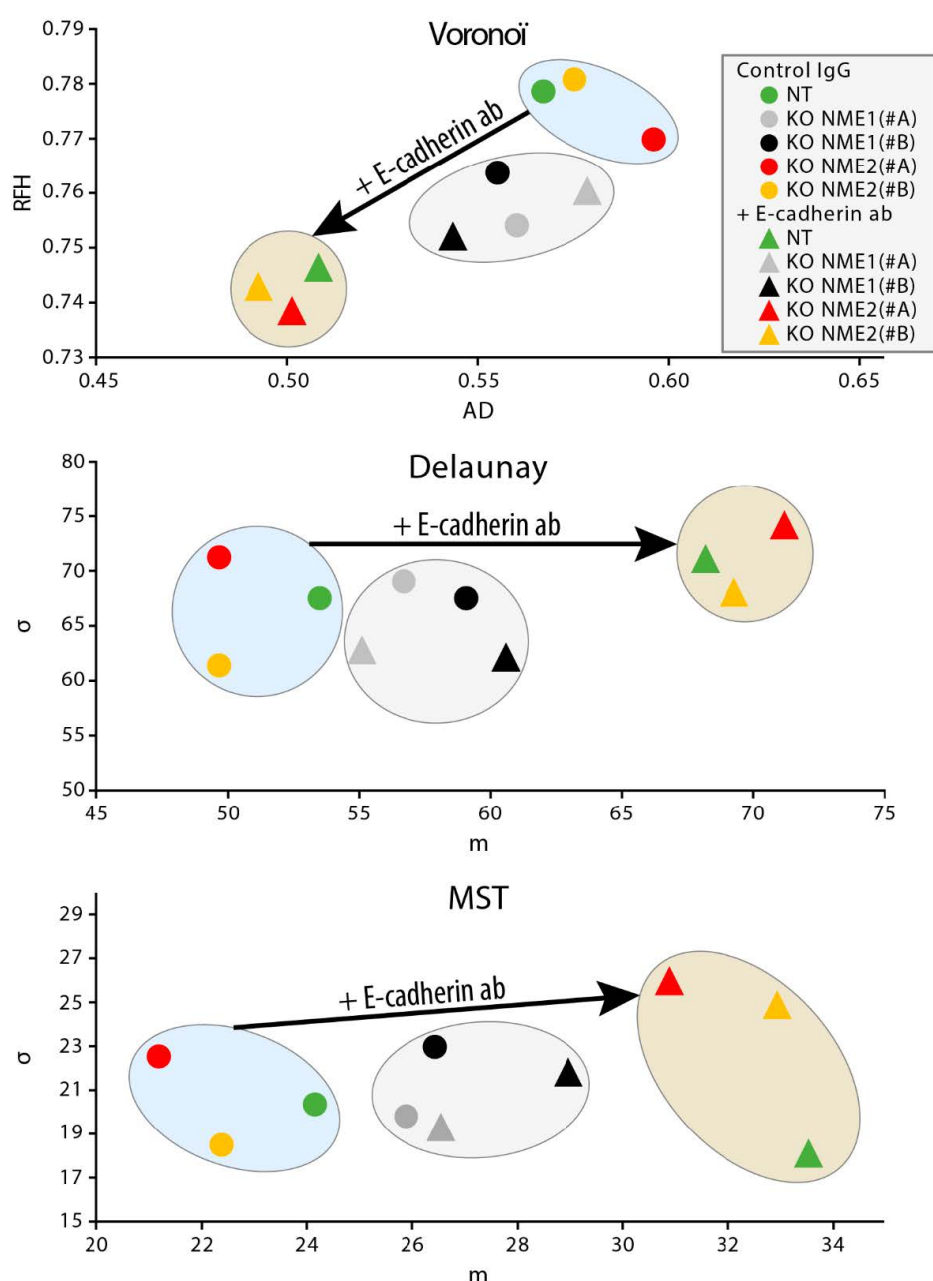 Voronoï
0.79
0.78
0.77
0.76
0.75
0.74
0.73
RFH
0.45
0.50
0.55
0.60
0.65
AD
+ E-cadherin ab
Control IgG
NT
KO NME1(#A)
KO NME1(#B)
KO NME2(#A)
KO NME2(#B)
+ E-cadherin ab
NT
KO NME1(#A)
KO NME1(#B)
KO NME2(#A)
KO NME2(#B)
Delaunay
80
75
70
65
60
55
50
σ
45
50
55
60
65
70
75
m
+ E-cadherin ab
MST
29
27
25
23
21
19
17
15
σ
20
22
24
26
28
30
32
34
m
+ E-cadherin ab